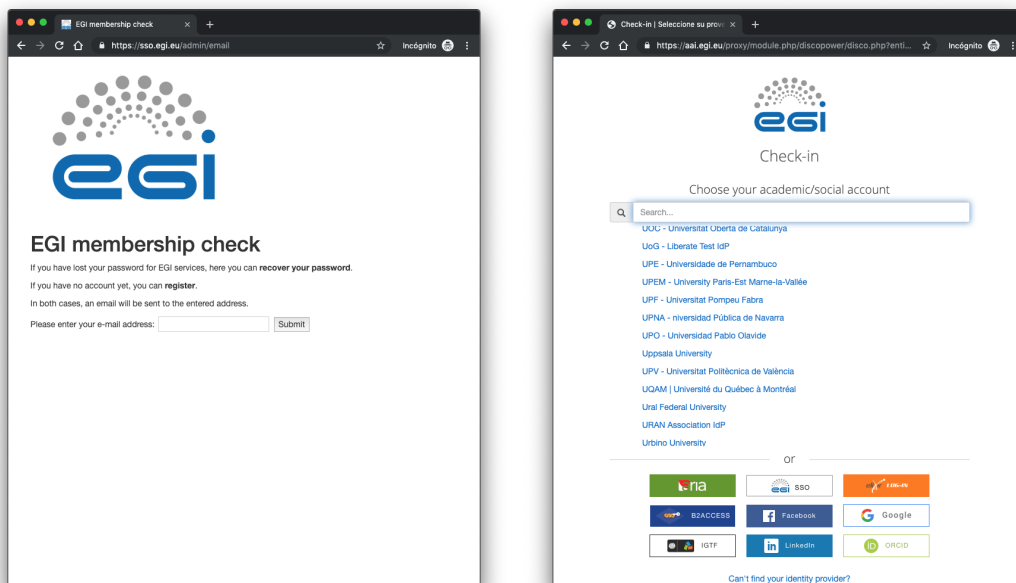 EGI membership check
https://sso.egi.eu/admin/email
Incógnito
egi
EGI membership check
If you have lost your password for EGI services, here you can recover your password.
If you have no account yet, you can register.
In both cases, an email will be sent to the entered address.
Please enter your e-mail address:
Submit
Check-in | Seleccione su prove
https://aai.egi.eu/proxy/module.php/discopower/disco.php?enti...
Incógnito
egi
Check-in
Choose your academic/social account
Search...
UOC - Universitat Oberta de Catalunya
UoG - Liberate Test IdP
UPE - Universidade de Pernambuco
UPEM - University Paris-Est Marne-la-Vallée
UPF - Universitat Pompeu Fabra
UPNA - niversidad Pública de Navarra
UPO - Universidad Pablo Olavide
Uppsala University
UPV - Universitat Politècnica de València
UQAM | Université du Québec à Montréal
Ural Federal University
URAN Association IdP
Urbino University
or
eria
egi SSO
LOG-IN
B2ACCESS
Facebook
Google
IGTF
LinkedIn
ORCID
Can't find your identity provider?